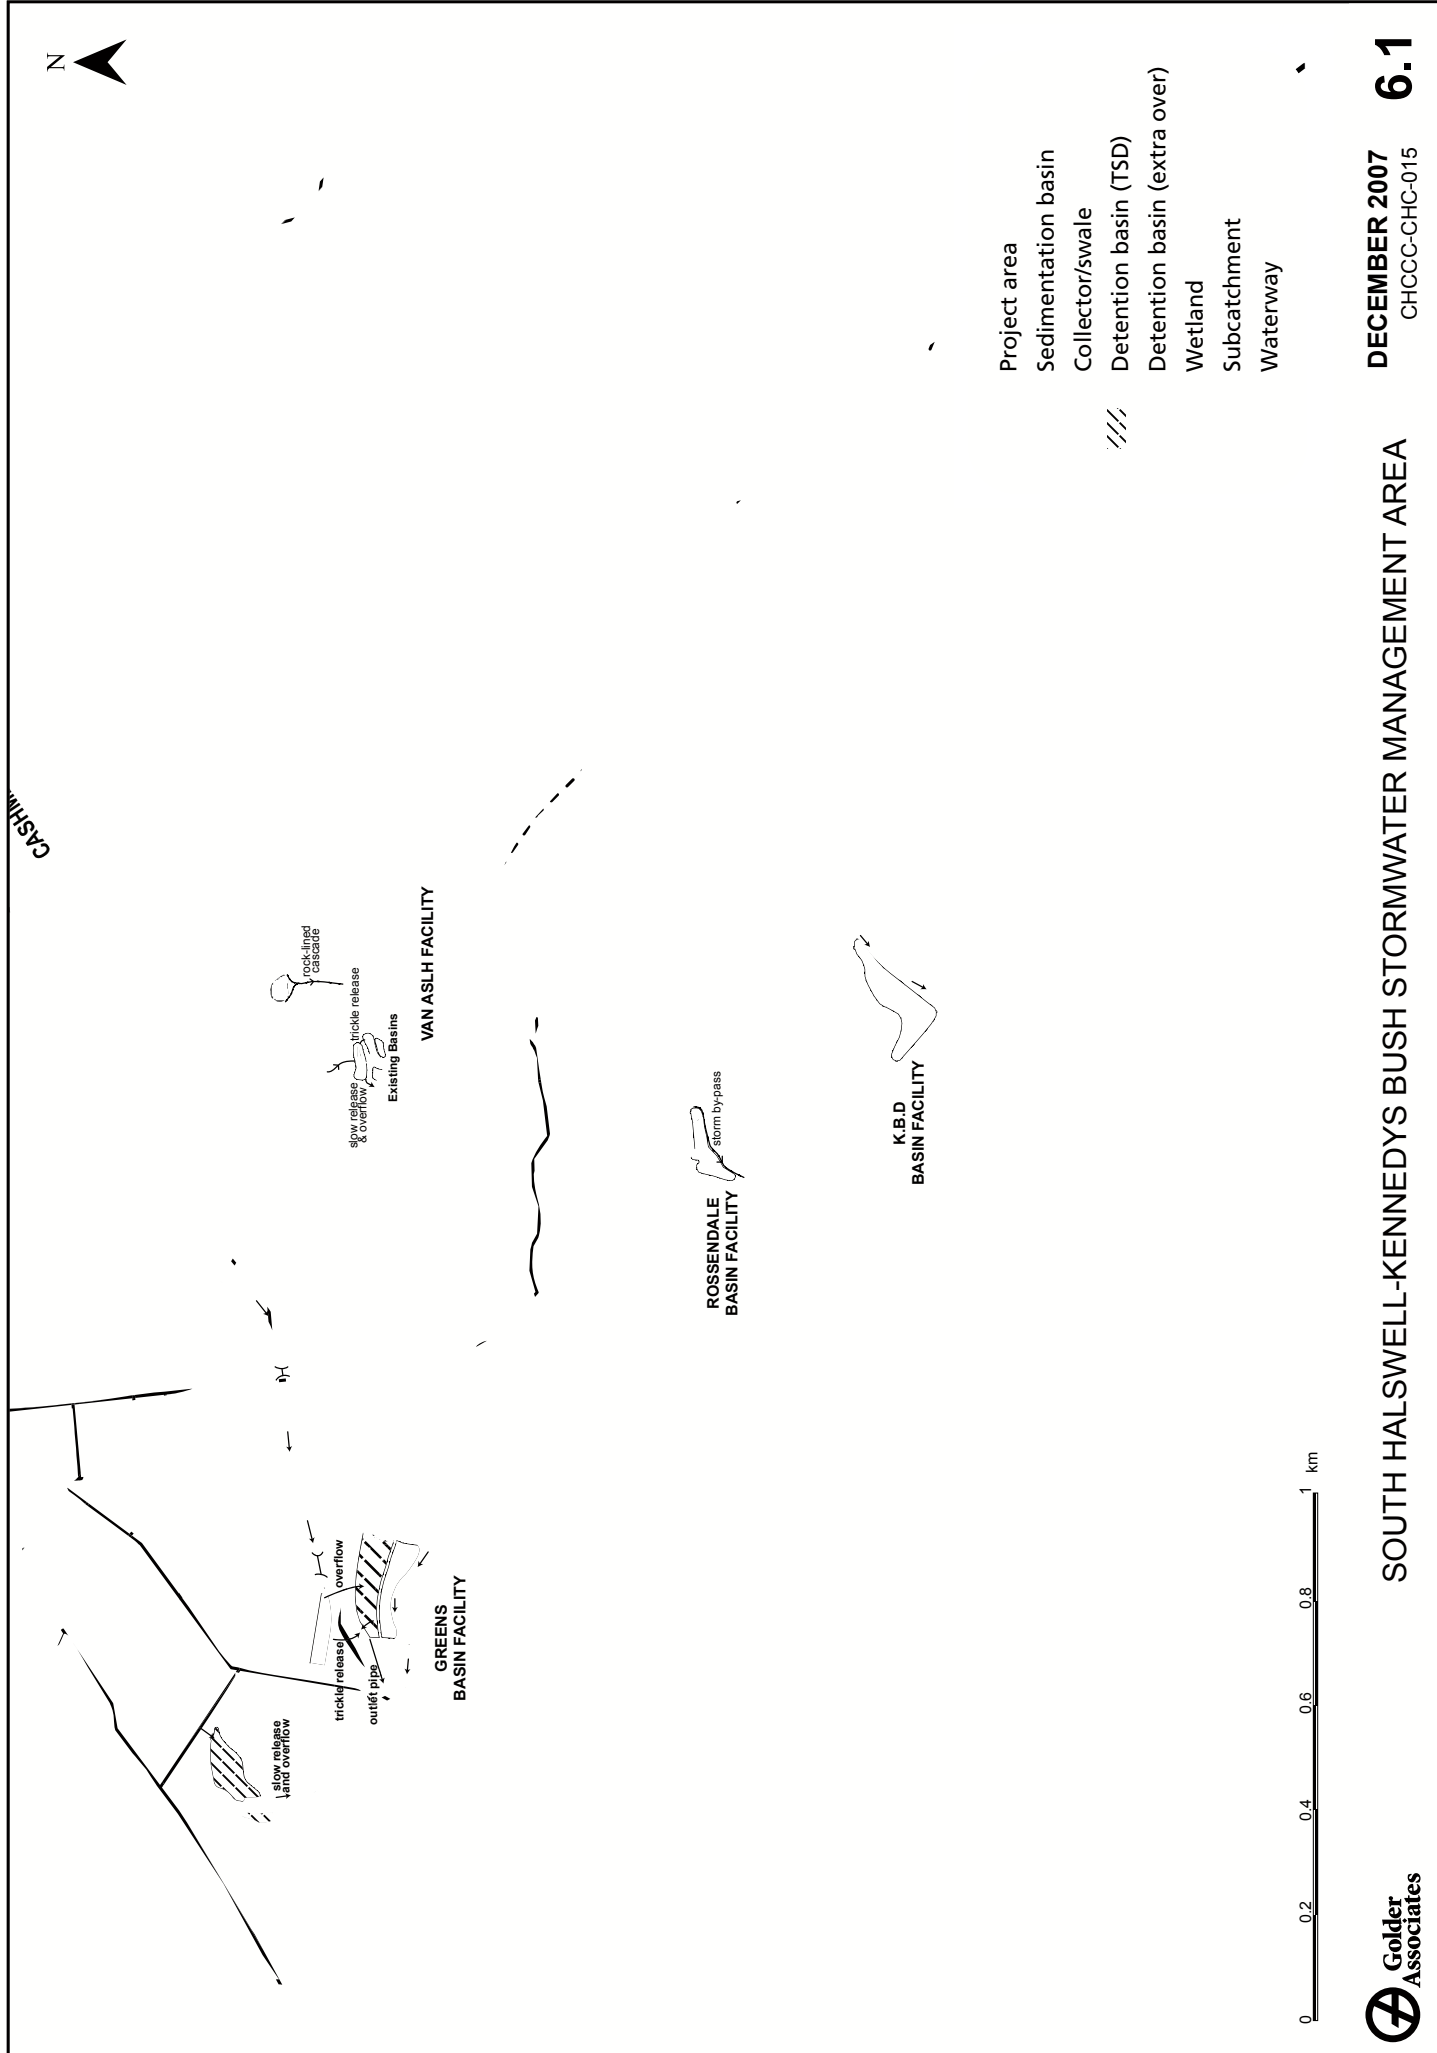 N
CASHM
rock-lined
cascade
trickle release
slow release
& overflow
Existing Basins
VAN ASLH FACILITY
overflow
trickle release
outlet pipe
GREENS
BASIN FACILITY
slow release
and overflow
storm by-pass
ROSSENDALE
BASIN FACILITY
K.B.D
BASIN FACILITY
Project area
Sedimentation basin
Collector/swale
Detention basin (TSD)
Detention basin (extra over)
Wetland
Subcatchment
Waterway
0 0.2 0.4 0.6 0.8 1
km
Golder
Associates
SOUTH HALSWELL-KENNEDYS BUSH STORMWATER MANAGEMENT AREA
DECEMBER 2007
CHCCC-CHC-015
6.1